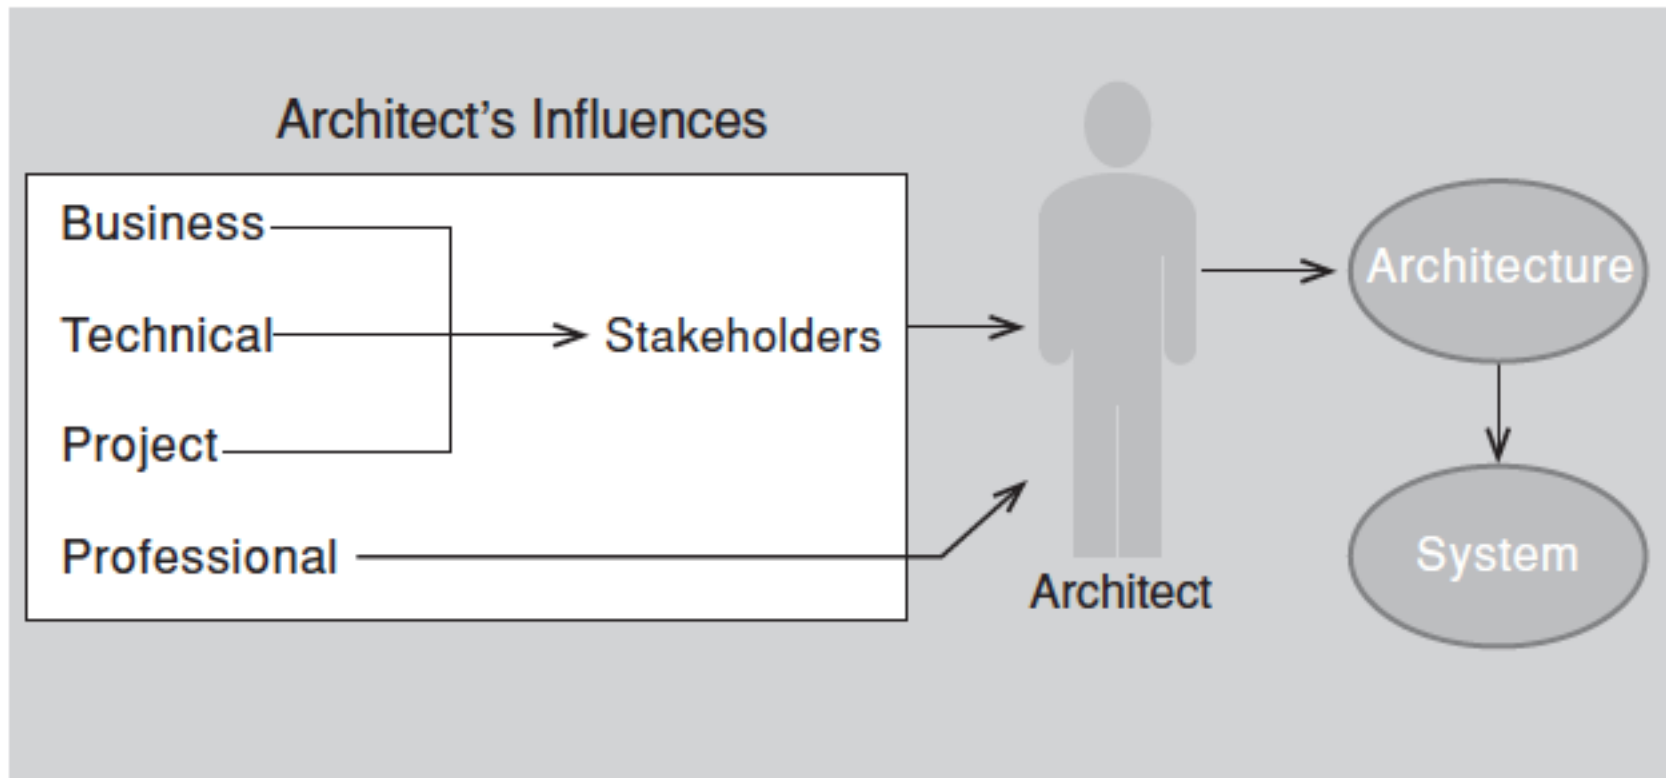 Architect's Influences
Business
Technical
Stakeholders
Project
Professional
Architect
Architecture
System